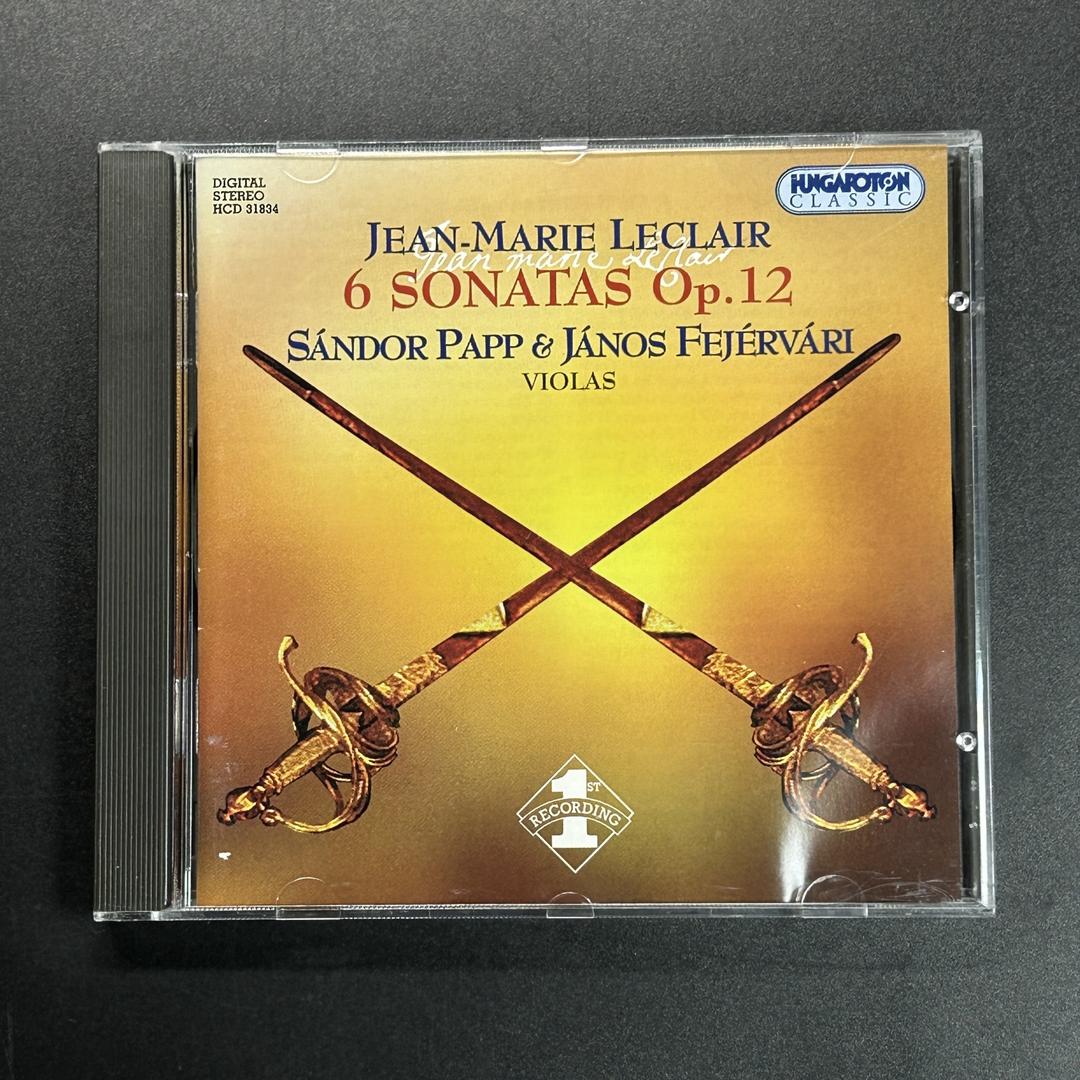 DIGITAL
STEREO
HCD 31834
HUNGAROTON
CLASSIC
JEAN-MARIE LECLAIR
Jean marie Leclair
6 SONATAS Op.12
SÁNDOR PAPP & JÁNOS FEJÉRVÁRI
VIOLAS
1ST
RECORDING